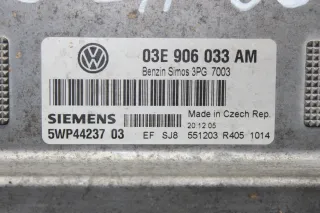 03E 906 033 AM
Benzin Simos 3PG 7003
SIEMENS
Made in Czech Rep.
20.12.05
5WP44237 03
EF SJ8 551203 R405 1014